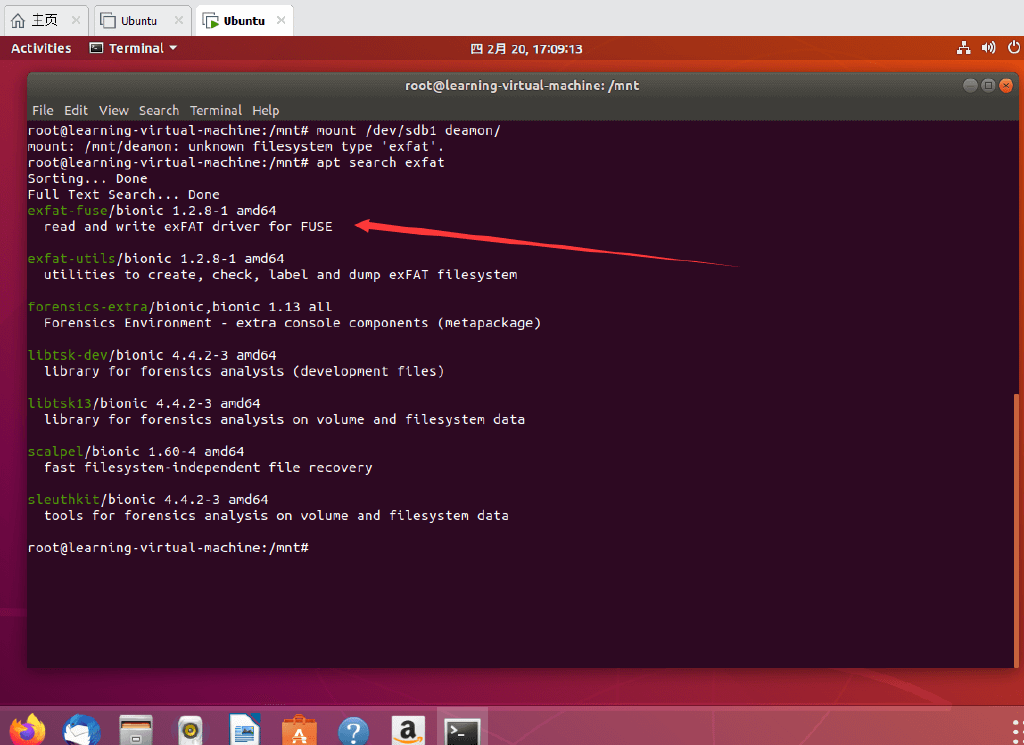 主页
Ubuntu
Ubuntu
Activities
Terminal
四 2月 20, 17:09:13
root@learning-virtual-machine: /mnt
File Edit View Search Terminal Help
root@learning-virtual-machine:/mnt# mount /dev/sdb1 deamon/
mount: /mnt/deamon: unknown filesystem type 'exfat'.
root@learning-virtual-machine:/mnt# apt search exfat
Sorting... Done
Full Text Search... Done
exfat-fuse/bionic 1.2.8-1 amd64
read and write exFAT driver for FUSE
exfat-utils/bionic 1.2.8-1 amd64
utilities to create, check, label and dump exFAT filesystem
forensics-extra/bionic,bionic 1.13 all
Forensics Environment - extra console components (metapackage)
libtsk-dev/bionic 4.4.2-3 amd64
library for forensics analysis (development files)
libtsk13/bionic 4.4.2-3 amd64
library for forensics analysis on volume and filesystem data
scalpel/bionic 1.60-4 amd64
fast filesystem-independent file recovery
sleuthkit/bionic 4.4.2-3 amd64
tools for forensics analysis on volume and filesystem data
root@learning-virtual-machine:/mnt#